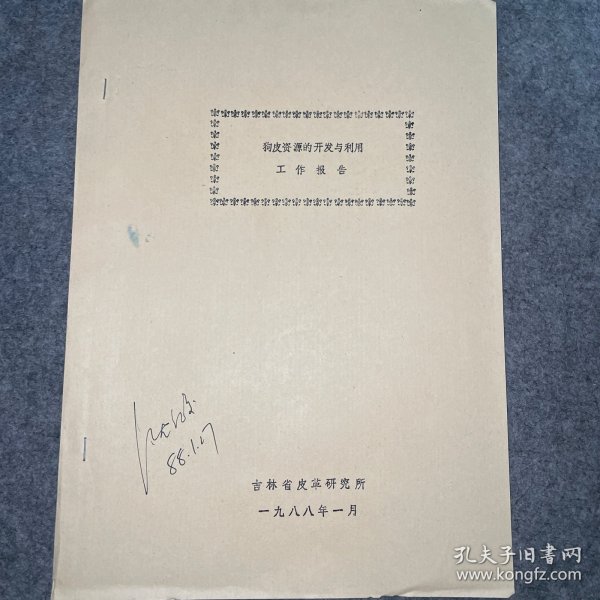 狗皮资源的开发与利用
工作报告
88.1.07
吉林省皮革研究所
一九八八年一月
孔夫子旧书网
www.kongfz.com